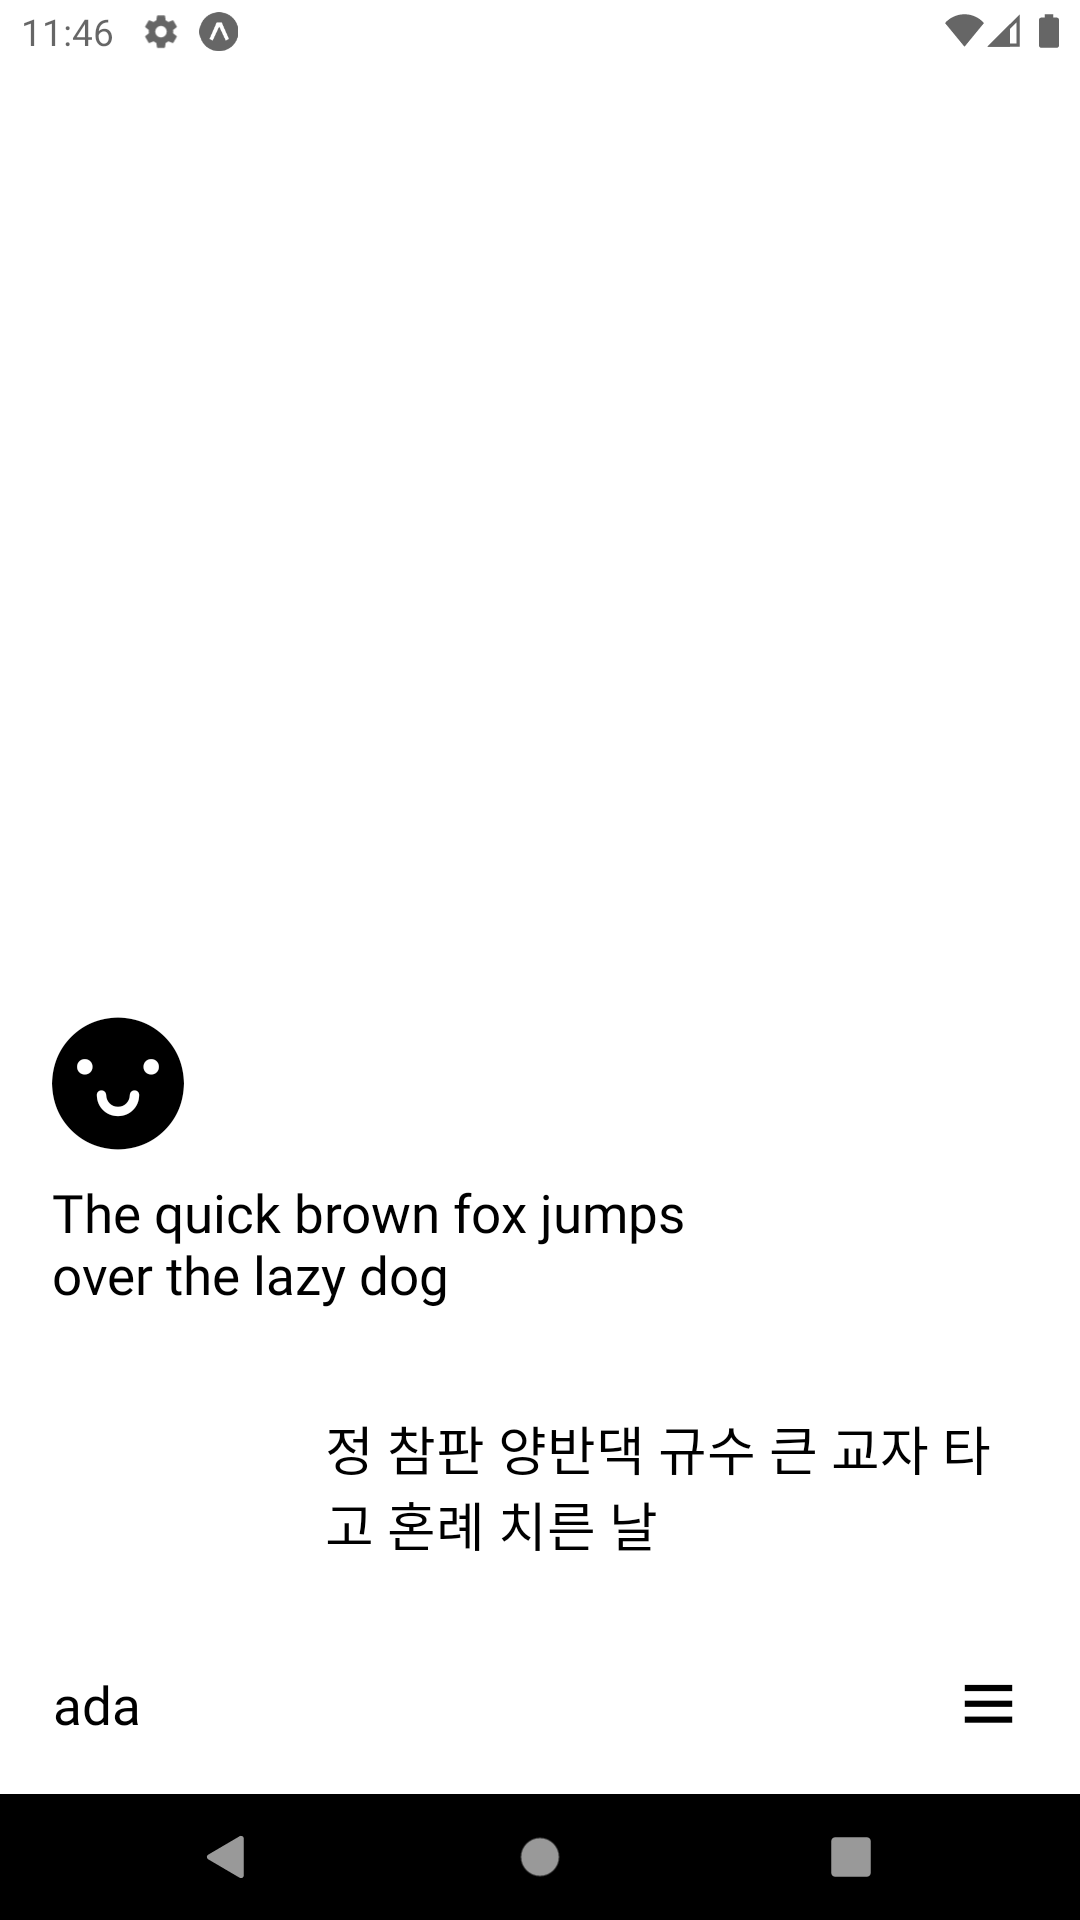 11:46
The quick brown fox jumps
over the lazy dog
정 참판 양반댁 규수 큰 교자 타
고 혼례 치른 날
ada